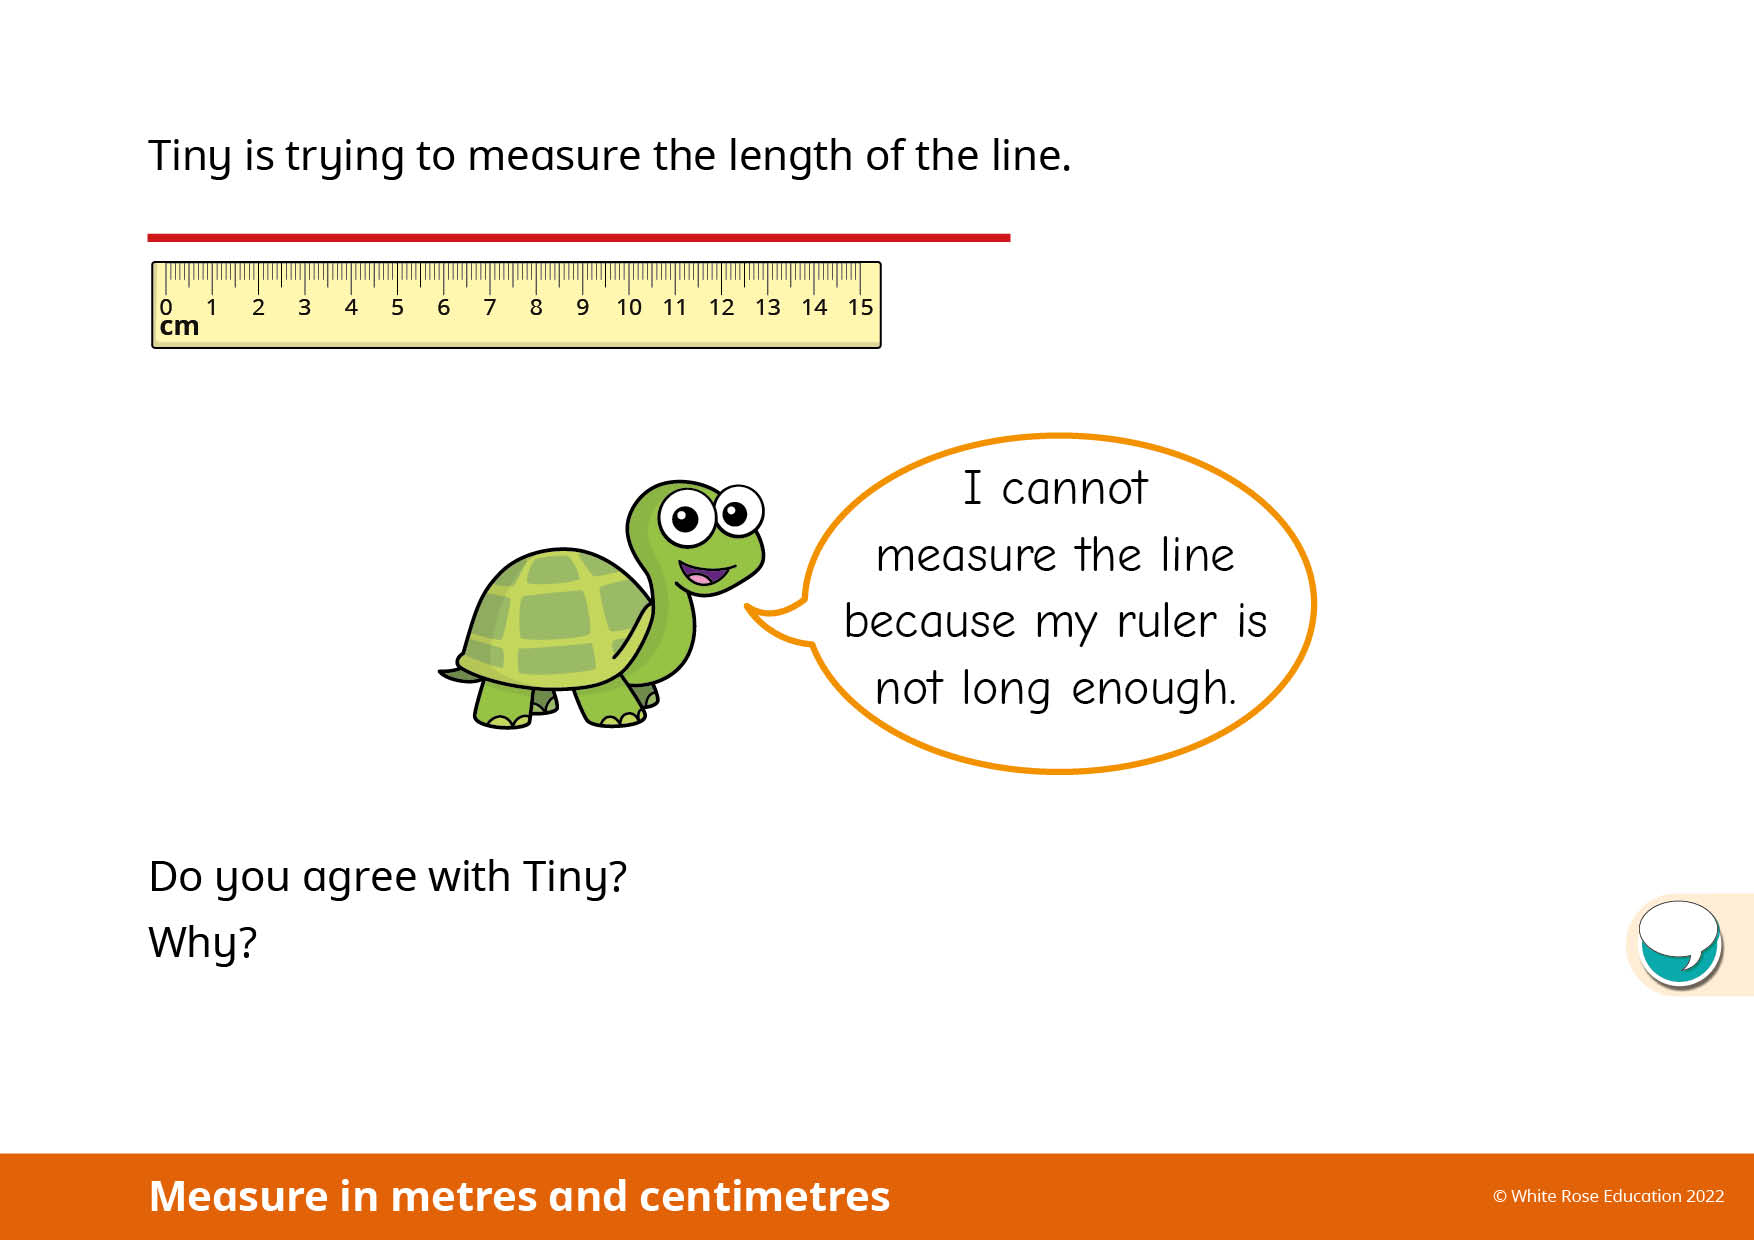 Tiny is trying to measure the length of the line.
0 1 2 3 4 5 6 7 8 9 10 11 12 13 14 15
cm
I cannot
measure the line
because my ruler is
not long enough.
Do you agree with Tiny?
Why?
Measure in metres and centimetres
© White Rose Education 2022